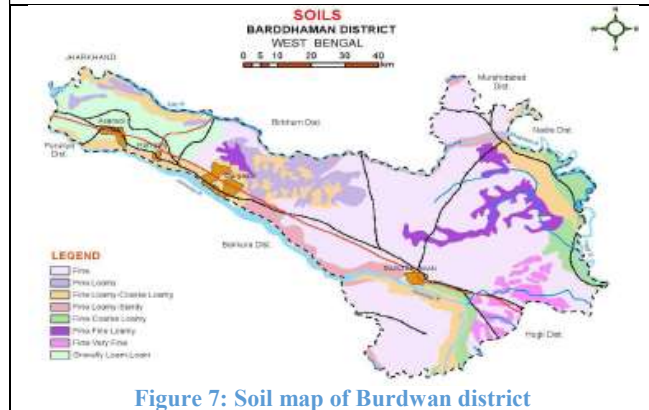 SOILS
BARDDHAMAN DISTRICT
WEST BENGAL
0 5 10 20 30 40
km
JHARKHAND
Murshidabad
Dist.
Nadia Dist.
Birbhum Dist.
Asansol
Puruliya
Dist.
Bankura Dist.
BARDDHAMAN
Hugli Dist.
LEGEND
Fine
Fine Loamy
Fine Loamy-Coarse Loamy
Fine Loamy-Sandy
Fine-Coarse Loamy
Fine-Fine Loamy
Fine-Very Fine
Gravelly Loam-Loam
Figure 7: Soil map of Burdwan district